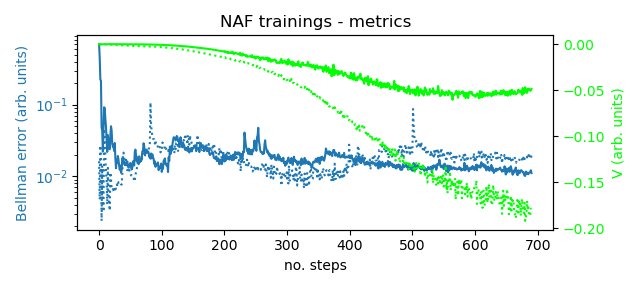 NAF trainings - metrics
Bellman error (arb. units)
10⁻¹
10⁻²
0.00
−0.05
−0.10
−0.15
−0.20
V (arb. units)
0 100 200 300 400 500 600 700
no. steps